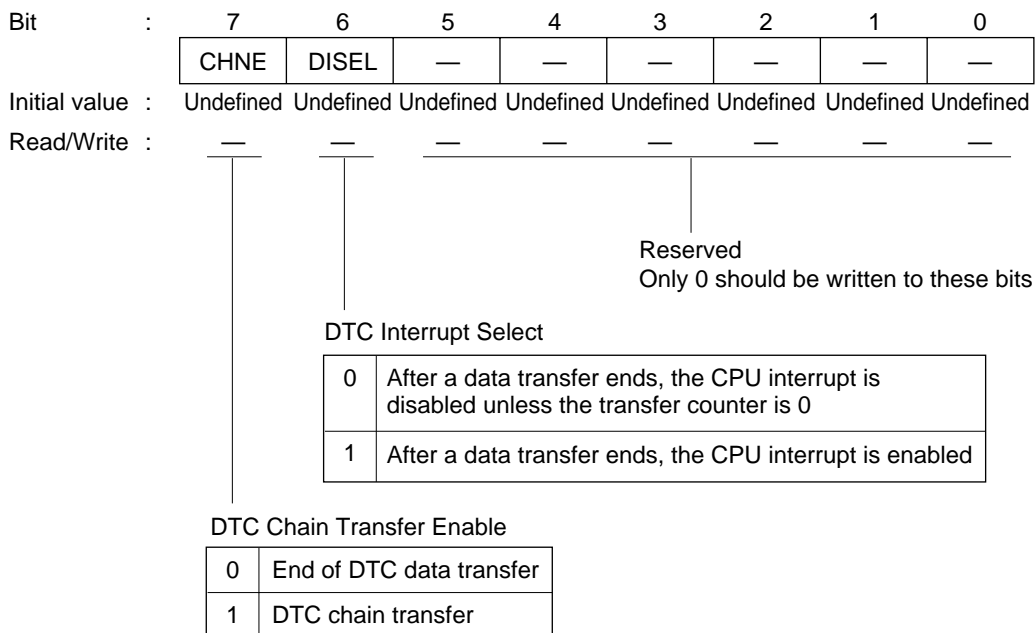 Bit : 7 6 5 4 3 2 1 0
CHNE DISEL — — — — — —
Initial value : Undefined Undefined Undefined Undefined Undefined Undefined Undefined Undefined
Read/Write : — — — — — — — —
Reserved
Only 0 should be written to these bits
DTC Interrupt Select
0 After a data transfer ends, the CPU interrupt is
disabled unless the transfer counter is 0
1 After a data transfer ends, the CPU interrupt is enabled
DTC Chain Transfer Enable
0 End of DTC data transfer
1 DTC chain transfer